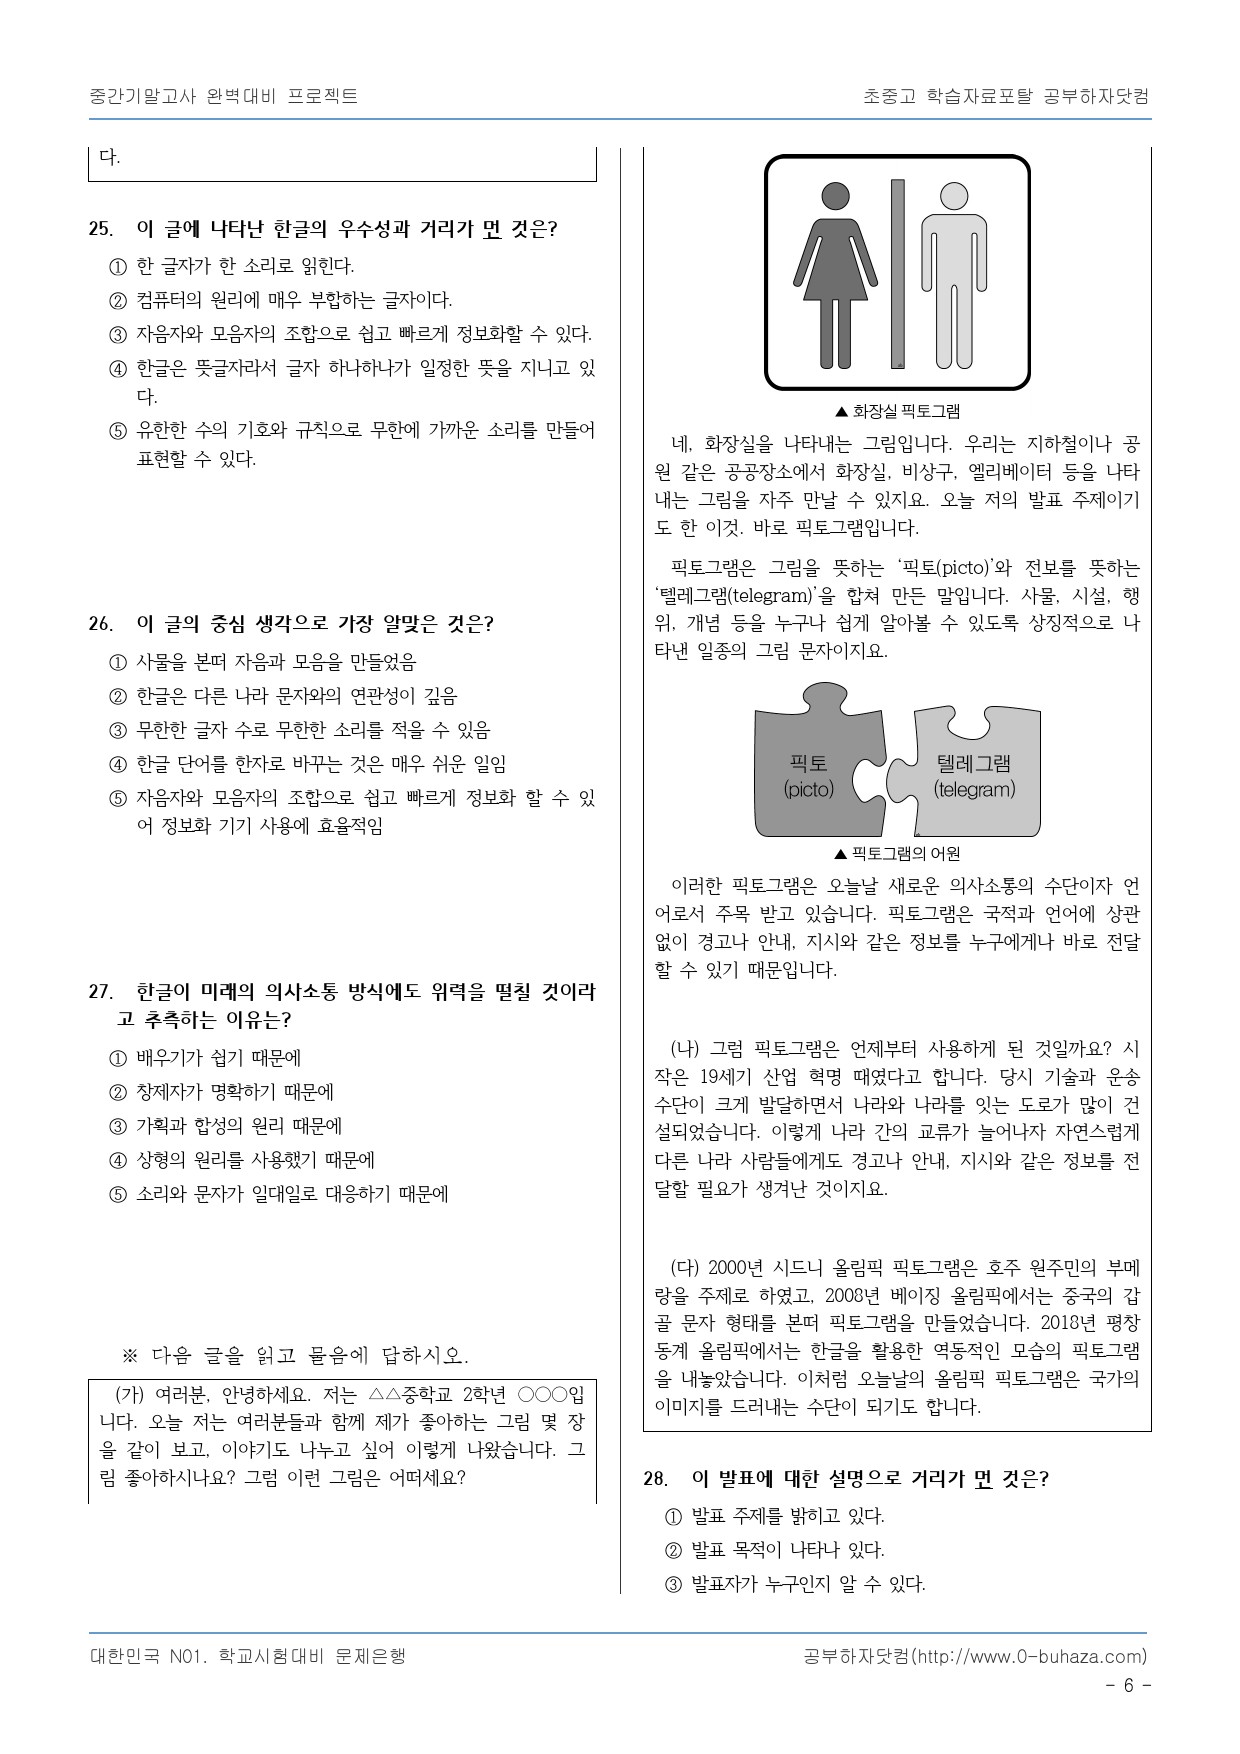 중간기말고사 완벽대비 프로젝트
초중고 학습자료포탈 공부하자닷컴
다.
25. 이 글에 나타난 한글의 우수성과 거리가 먼 것은?
① 한 글자가 한 소리로 읽힌다.
② 컴퓨터의 원리에 매우 부합하는 글자이다.
③ 자음자와 모음자의 조합으로 쉽고 빠르게 정보화할 수 있다.
④ 한글은 뜻글자라서 글자 하나하나가 일정한 뜻을 지니고 있
다.
⑤ 유한한 수의 기호와 규칙으로 무한에 가까운 소리를 만들어
표현할 수 있다.
26. 이 글의 중심 생각으로 가장 알맞은 것은?
① 사물을 본떠 자음과 모음을 만들었음
② 한글은 다른 나라 문자와의 연관성이 깊음
③ 무한한 글자 수로 무한한 소리를 적을 수 있음
④ 한글 단어를 한자로 바꾸는 것은 매우 쉬운 일임
⑤ 자음자와 모음자의 조합으로 쉽고 빠르게 정보화 할 수 있
어 정보화 기기 사용에 효율적임
27. 한글이 미래의 의사소통 방식에도 위력을 떨칠 것이라
고 추측하는 이유는?
① 배우기가 쉽기 때문에
② 창제자가 명확하기 때문에
③ 가획과 합성의 원리 때문에
④ 상형의 원리를 사용했기 때문에
⑤ 소리와 문자가 일대일로 대응하기 때문에
※ 다음 글을 읽고 물음에 답하시오.
(가) 여러분, 안녕하세요. 저는 △△중학교 2학년 ○○○입
니다. 오늘 저는 여러분들과 함께 제가 좋아하는 그림 몇 장
을 같이 보고, 이야기도 나누고 싶어 이렇게 나왔습니다. 그
림 좋아하시나요? 그럼 이런 그림은 어떠세요?
▲ 화장실 픽토그램
네, 화장실을 나타내는 그림입니다. 우리는 지하철이나 공
원 같은 공공장소에서 화장실, 비상구, 엘리베이터 등을 나타
내는 그림을 자주 만날 수 있지요. 오늘 저의 발표 주제이기
도 한 이것. 바로 픽토그램입니다.
픽토그램은 그림을 뜻하는 ‘픽토(picto)’와 전보를 뜻하는
‘텔레그램(telegram)’을 합쳐 만든 말입니다. 사물, 시설, 행
위, 개념 등을 누구나 쉽게 알아볼 수 있도록 상징적으로 나
타낸 일종의 그림 문자이지요.
픽토
(picto)
텔레그램
(telegram)
▲ 픽토그램의 어원
이러한 픽토그램은 오늘날 새로운 의사소통의 수단이자 언
어로서 주목 받고 있습니다. 픽토그램은 국적과 언어에 상관
없이 경고나 안내, 지시와 같은 정보를 누구에게나 바로 전달
할 수 있기 때문입니다.
(나) 그럼 픽토그램은 언제부터 사용하게 된 것일까요? 시
작은 19세기 산업 혁명 때였다고 합니다. 당시 기술과 운송
수단이 크게 발달하면서 나라와 나라를 잇는 도로가 많이 건
설되었습니다. 이렇게 나라 간의 교류가 늘어나자 자연스럽게
다른 나라 사람들에게도 경고나 안내, 지시와 같은 정보를 전
달할 필요가 생겨난 것이지요.
(다) 2000년 시드니 올림픽 픽토그램은 호주 원주민의 부메
랑을 주제로 하였고, 2008년 베이징 올림픽에서는 중국의 갑
골 문자 형태를 본떠 픽토그램을 만들었습니다. 2018년 평창
동계 올림픽에서는 한글을 활용한 역동적인 모습의 픽토그램
을 내놓았습니다. 이처럼 오늘날의 올림픽 픽토그램은 국가의
이미지를 드러내는 수단이 되기도 합니다.
28. 이 발표에 대한 설명으로 거리가 먼 것은?
① 발표 주제를 밝히고 있다.
② 발표 목적이 나타나 있다.
③ 발표자가 누구인지 알 수 있다.
대한민국 N01. 학교시험대비 문제은행
공부하자닷컴(http://www.0-buhaza.com)
- 6 -